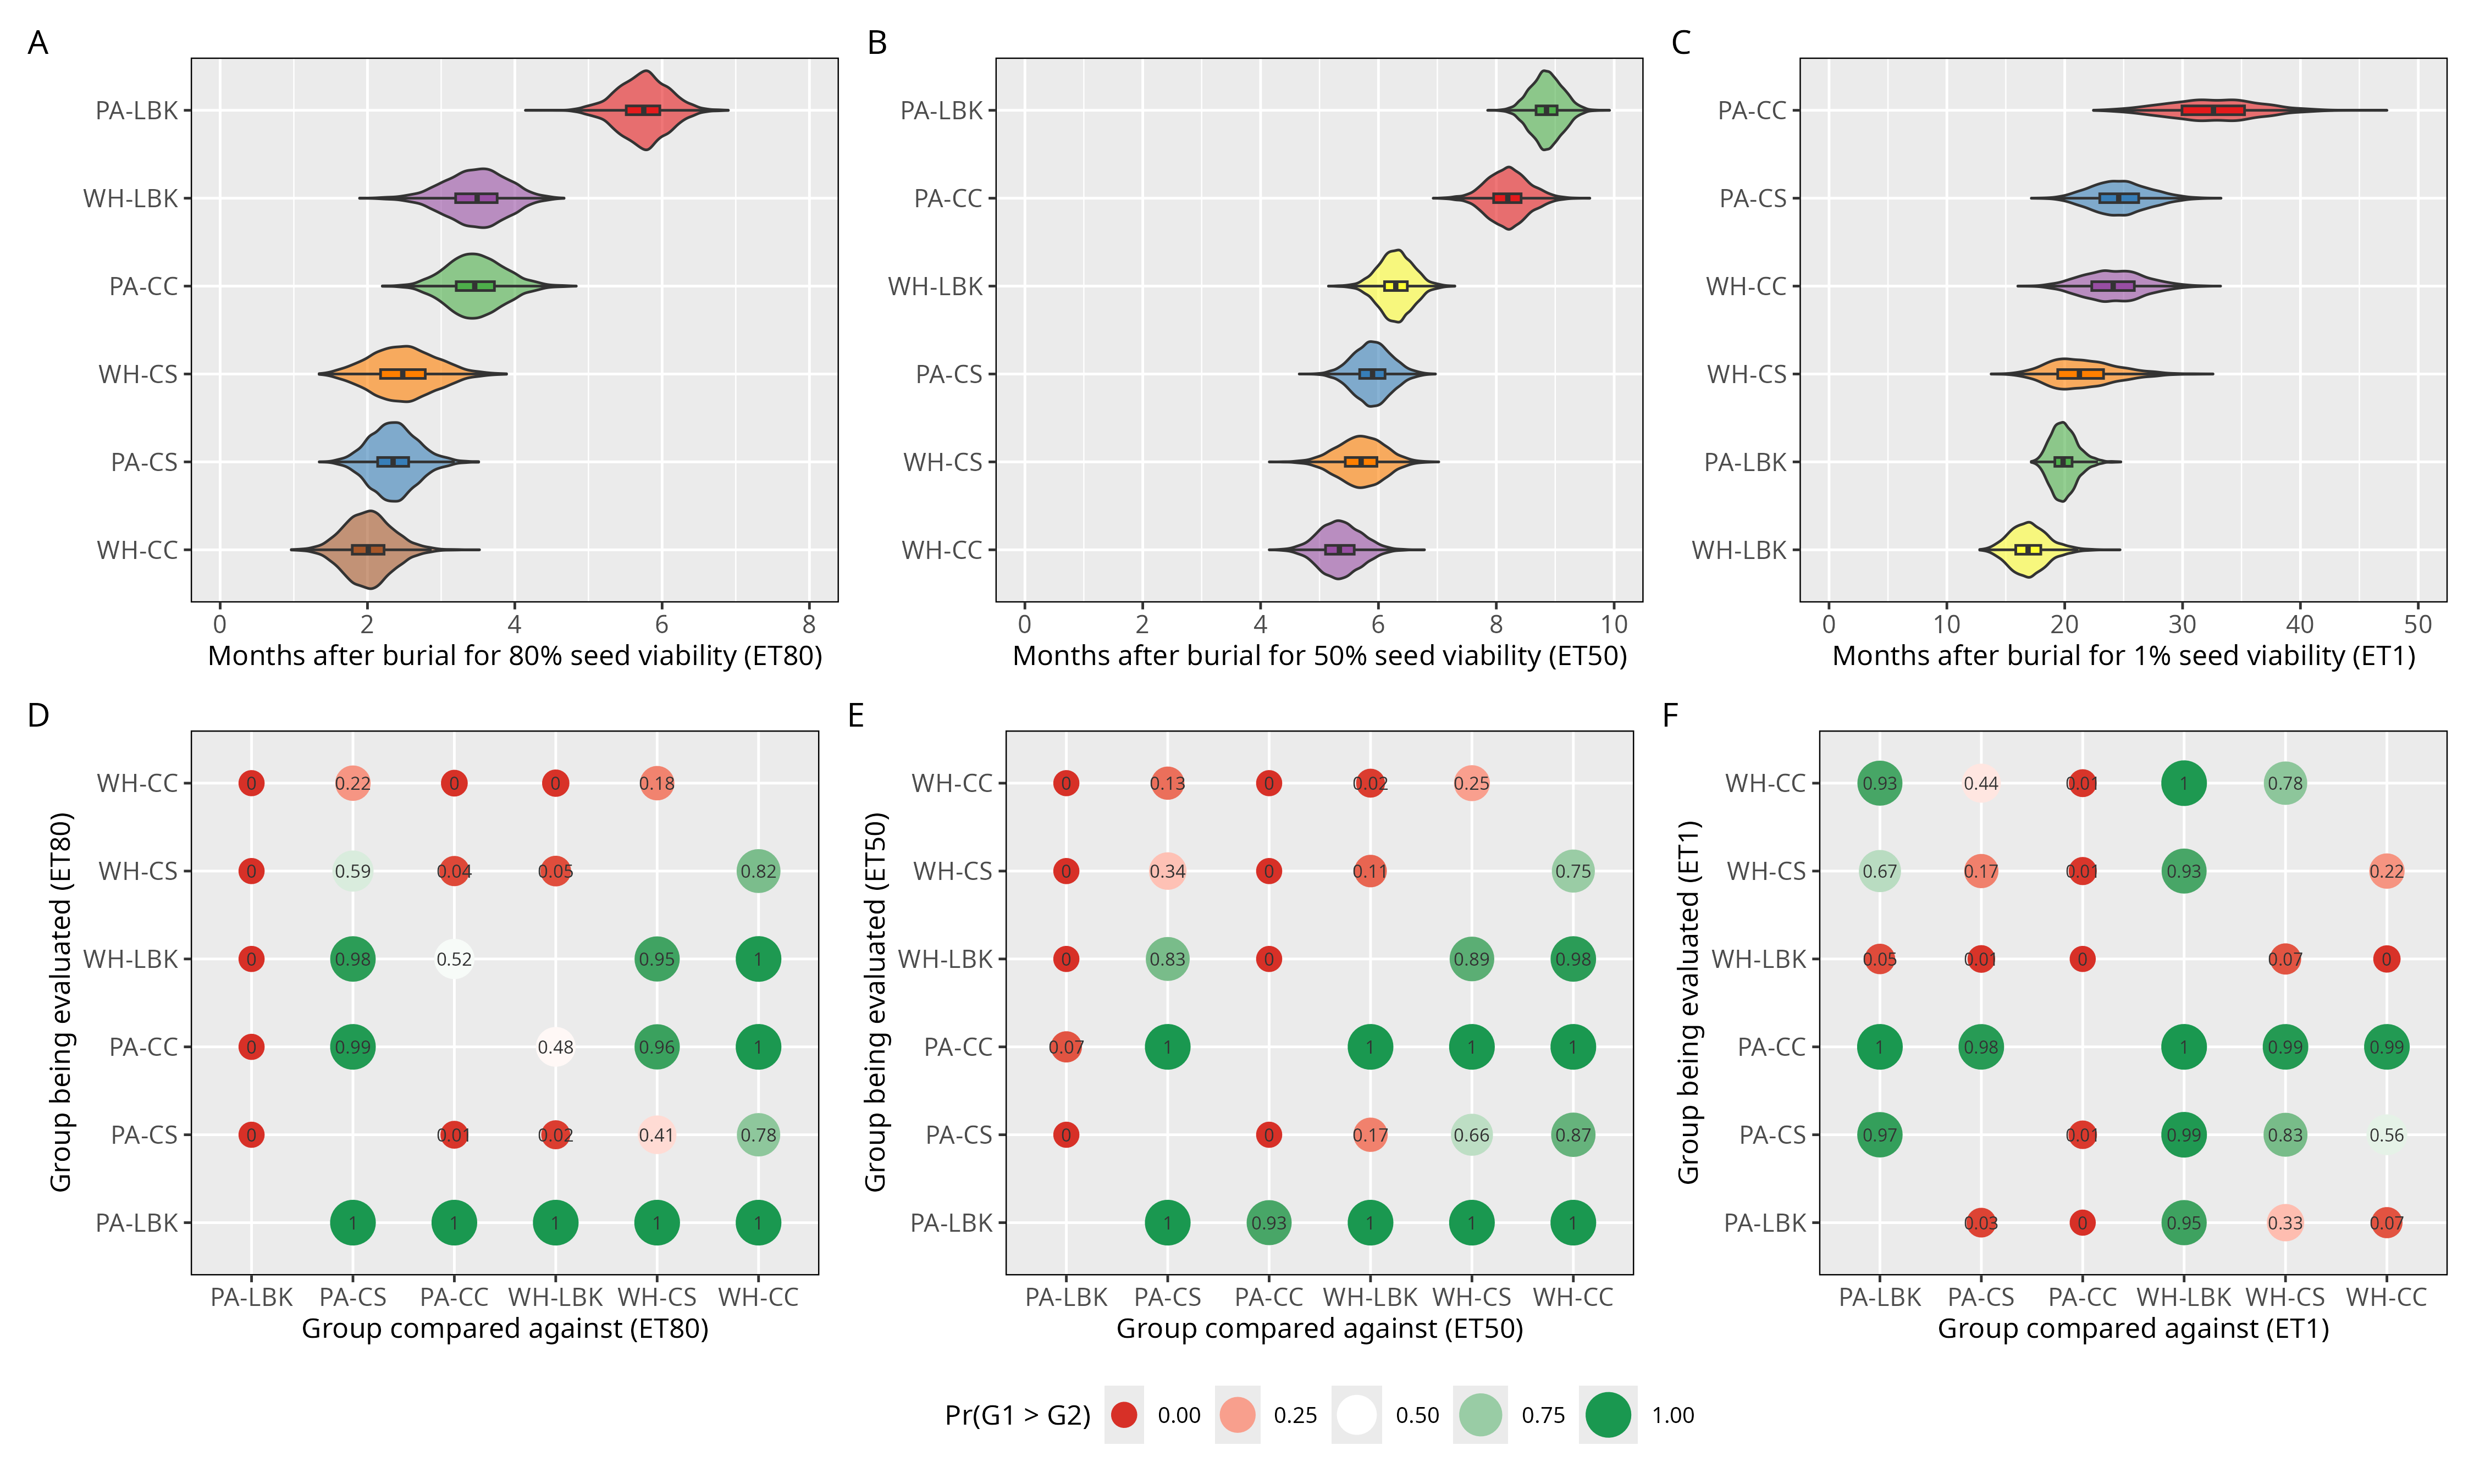 A
PA-LBK
WH-LBK
PA-CC
WH-CS
PA-CS
WH-CC
0 2 4 6 8
Months after burial for 80% seed viability (ET80)
B
PA-LBK
PA-CC
WH-LBK
PA-CS
WH-CS
WH-CC
0 2 4 6 8 10
Months after burial for 50% seed viability (ET50)
C
PA-CC
PA-CS
WH-CC
WH-CS
PA-LBK
WH-LBK
0 10 20 30 40 50
Months after burial for 1% seed viability (ET1)
D
Group being evaluated (ET80)
WH-CC 0 0.22 0 0 0.18
WH-CS 0 0.59 0.04 0.05 0.82
WH-LBK 0 0.98 0.52 0.95 1
PA-CC 0 0.99 0.48 0.96 1
PA-CS 0 0.01 0.02 0.41 0.78
PA-LBK 1 1 1 1 1
PA-LBK PA-CS PA-CC WH-LBK WH-CS WH-CC
Group compared against (ET80)
E
Group being evaluated (ET50)
WH-CC 0 0.13 0 0.02 0.25
WH-CS 0 0.34 0 0.11 0.75
WH-LBK 0 0.83 0 0.89 0.98
PA-CC 0.07 1 1 1 1
PA-CS 0 0 0.17 0.66 0.87
PA-LBK 1 0.93 1 1 1
PA-LBK PA-CS PA-CC WH-LBK WH-CS WH-CC
Group compared against (ET50)
F
Group being evaluated (ET1)
WH-CC 0.93 0.44 0.01 1 0.78
WH-CS 0.67 0.17 0.01 0.93 0.22
WH-LBK 0.05 0.01 0 0.07 0
PA-CC 1 0.98 1 0.99 0.99
PA-CS 0.97 0.01 0.99 0.83 0.56
PA-LBK 0.03 0 0.95 0.33 0.07
PA-LBK PA-CS PA-CC WH-LBK WH-CS WH-CC
Group compared against (ET1)
Pr(G1 > G2) 0.00 0.25 0.50 0.75 1.00